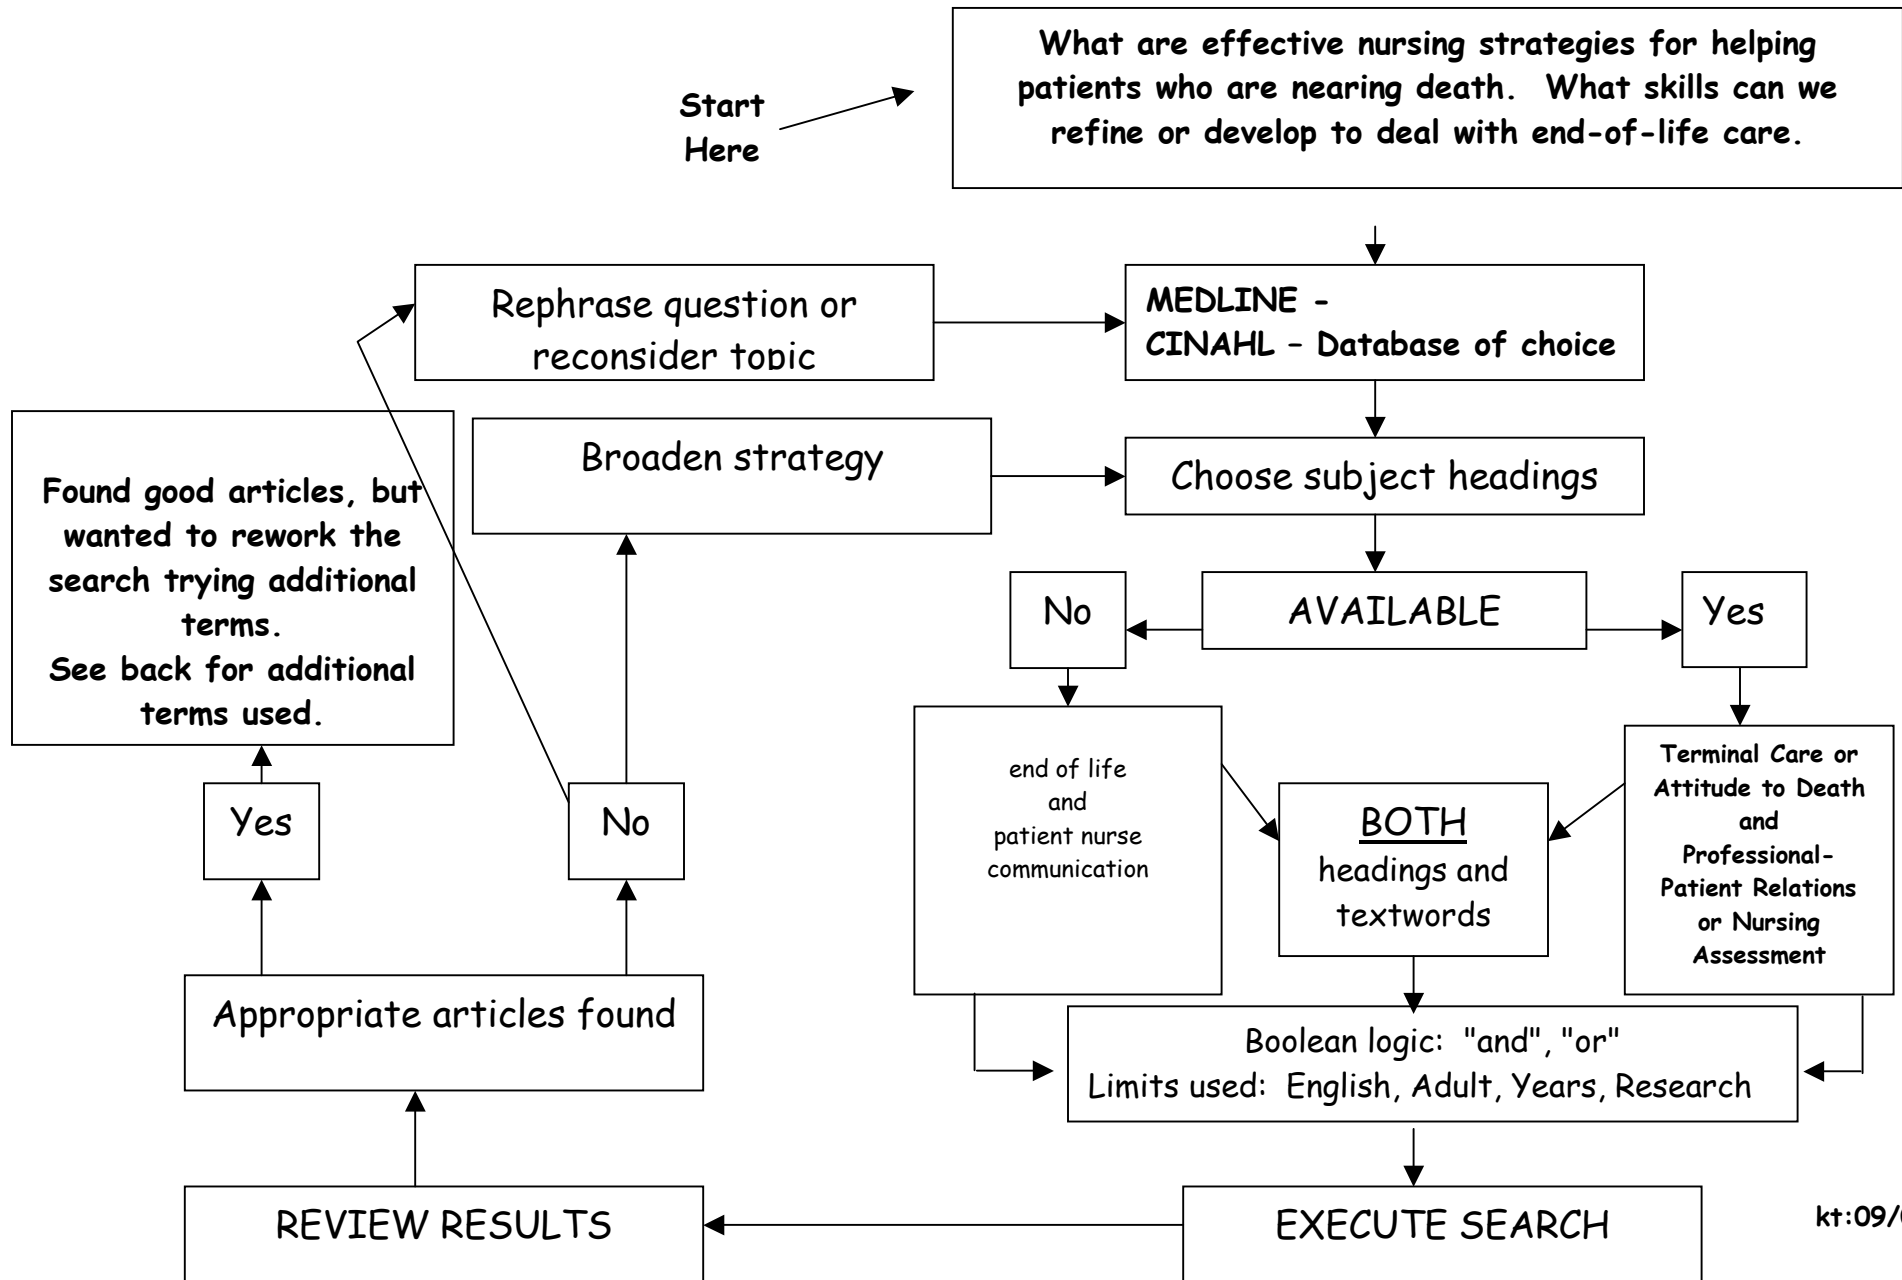 What are effective nursing strategies for helping
patients who are nearing death. What skills can we
refine or develop to deal with end-of-life care.
Start
Here
Rephrase question or
reconsider topic
MEDLINE -
CINAHL – Database of choice
Broaden strategy
Choose subject headings
Found good articles, but
wanted to rework the
search trying additional
terms.
See back for additional
terms used.
No
AVAILABLE
Yes
end of life
and
patient nurse
communication
BOTH
headings and
textwords
Terminal Care or
Attitude to Death
and
Professional-
Patient Relations
or Nursing
Assessment
Yes
No
Appropriate articles found
Boolean logic: "and", "or"
Limits used: English, Adult, Years, Research
REVIEW RESULTS
EXECUTE SEARCH
kt:09/